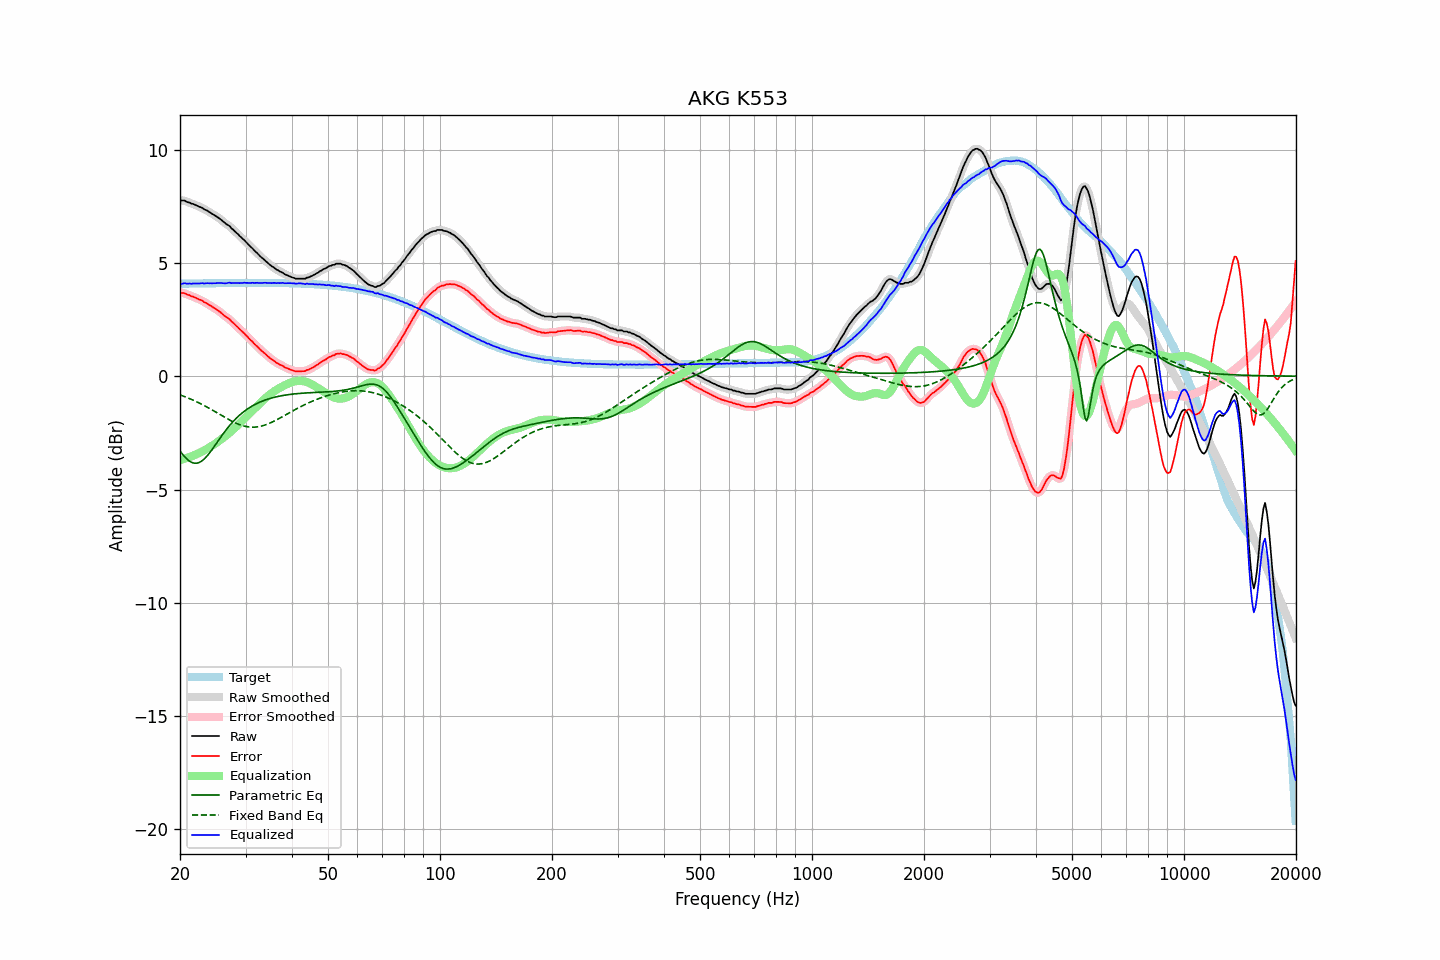 AKG K553
10
5
0
−5
−10
−15
−20
Amplitude (dBr)
Target
Raw Smoothed
Error Smoothed
Raw
Error
Equalization
Parametric Eq
Fixed Band Eq
Equalized
20 50 100 200 500 1000 2000 5000 10000 20000
Frequency (Hz)